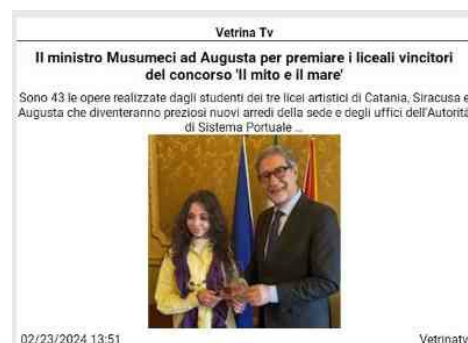 Vetrina Tv
Il ministro Musumeci ad Augusta per premiare i liceali vincitori
del concorso 'Il mito e il mare'
Sono 43 le opere realizzate dagli studenti dei tre licei artistici di Catania, Siracusa e
Augusta che diventeranno preziosi nuovi arredi della sede e degli uffici dell'Autorità
di Sistema Portuale ...
02/23/2024 13:51
Vetrinatv